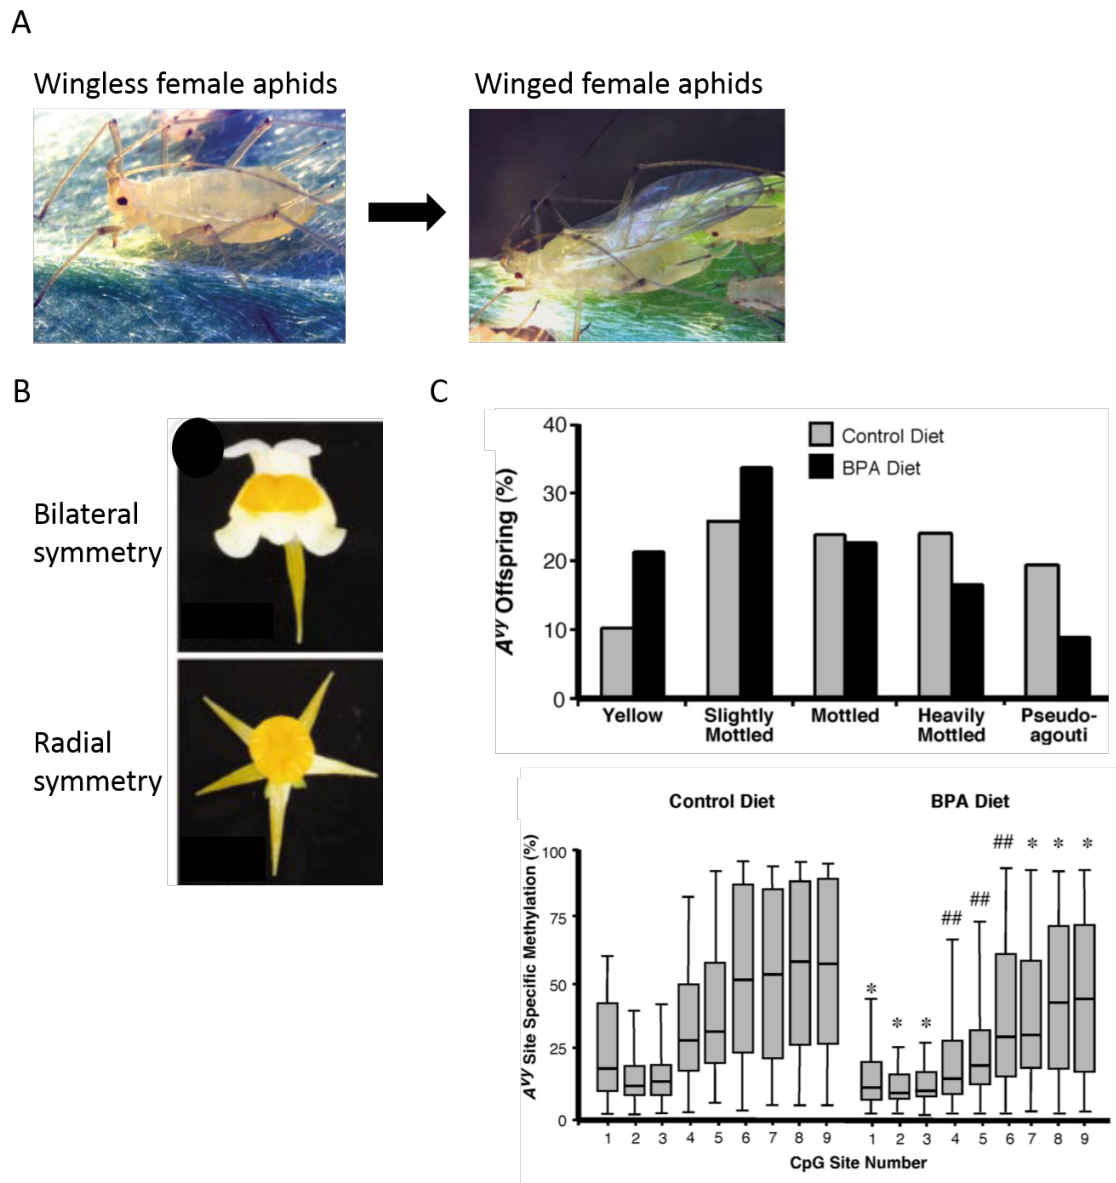 A
Wingless female aphids
Winged female aphids
B
Bilateral
symmetry
Radial
symmetry
C
Avy Offspring (%)
40
30
20
10
0
Control Diet
BPA Diet
Yellow
Slightly
Mottled
Mottled
Heavily
Mottled
Pseudo-
agouti
Control Diet
BPA Diet
Avy Site Specific Methylation (%)
100
75
50
25
0
* * * ## ## ## * * *
1 2 3 4 5 6 7 8 9 1 2 3 4 5 6 7 8 9
CpG Site Number